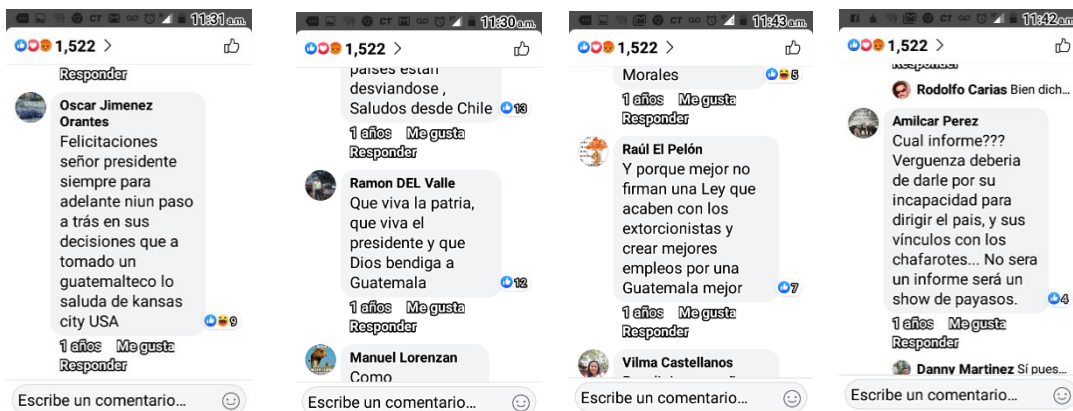 11:31 a.m.
1,522 >
Responder
Oscar Jimenez
Orantes
Felicitaciones
señor presidente
siempre para
adelante niun paso
a trás en sus
decisiones que a
tomado un
guatemalteco lo
saluda de kansas
city USA
9
1 años Me gusta
Responder
Escribe un comentario...
CT
11:30 a.m.
1,522 >
países están
desviandose ,
Saludos desde Chile
13
1 años Me gusta
Responder
Ramon DEL Valle
Que viva la patria,
que viva el
presidente y que
Dios bendiga a
Guatemala
12
1 años Me gusta
Responder
Manuel Lorenzan
Como
Escribe un comentario...
CT
11:43 a.m.
1,522 >
Morales
5
1 años Me gusta
Responder
Raúl El Pelón
Y porque mejor no
firman una Ley que
acaben con los
extorcionistas y
crear mejores
empleos por una
Guatemala mejor
7
1 años Me gusta
Responder
Vilma Castellanos
Escribe un comentario...
CT
11:42 a.m.
1,522 >
Responder
Rodolfo Carias Bien dich...
Amilcar Perez
Cual informe???
Verguenza deberia
de darle por su
incapacidad para
dirigir el pais, y sus
vínculos con los
chafarotes... No sera
un informe será un
show de payasos.
4
1 años Me gusta
Responder
Danny Martinez Sí pues...
Escribe un comentario...